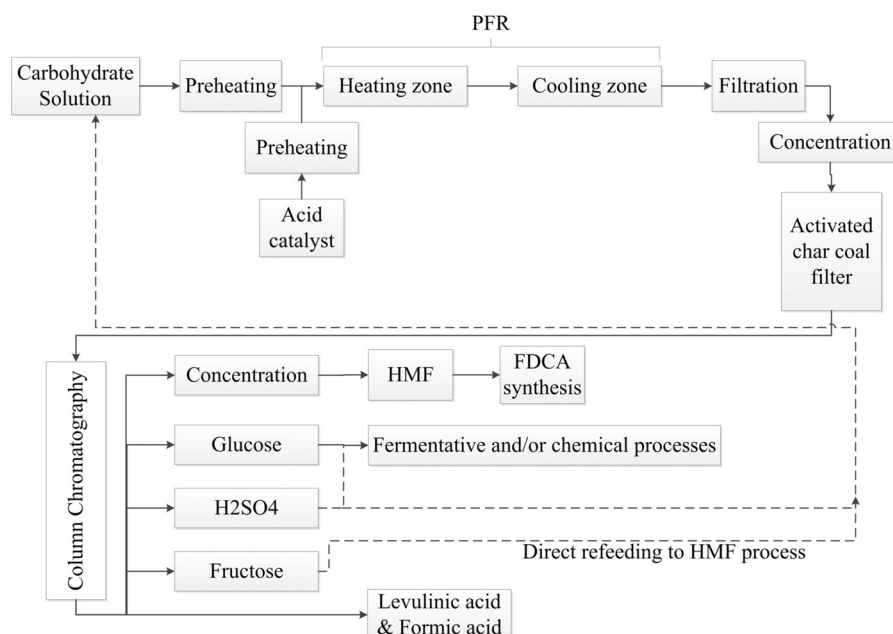 PFR
Carbohydrate
Solution
Preheating
Heating zone
Cooling zone
Filtration
Preheating
Concentration
Acid
catalyst
Activated
char coal
filter
Column Chromatography
Concentration
HMF
FDCA
synthesis
Glucose
Fermentative and/or chemical processes
H2SO4
Fructose
Direct refeeding to HMF process
Levulinic acid
& Formic acid